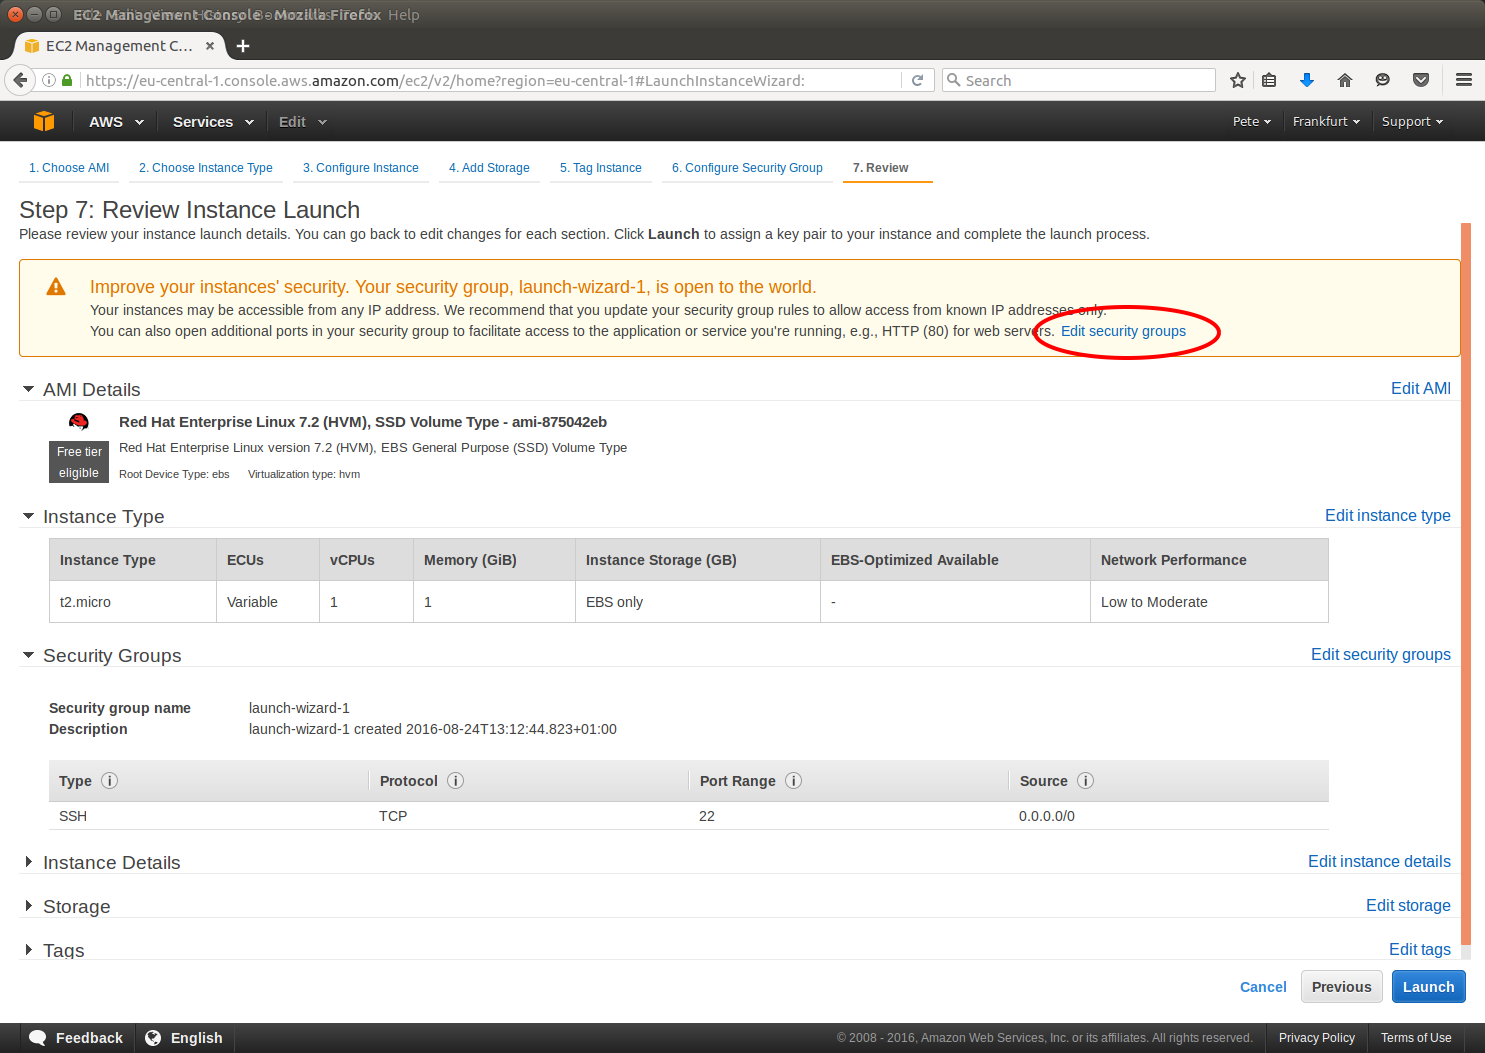 EC2 Management Console - Mozilla Firefox Help
EC2 Management C...
https://eu-central-1.console.aws.amazon.com/ec2/v2/home?region=eu-central-1#LaunchInstanceWizard:
Search
AWS Services Edit Pete Frankfurt Support
1. Choose AMI 2. Choose Instance Type 3. Configure Instance 4. Add Storage 5. Tag Instance 6. Configure Security Group 7. Review
Step 7: Review Instance Launch
Please review your instance launch details. You can go back to edit changes for each section. Click Launch to assign a key pair to your instance and complete the launch process.
Improve your instances' security. Your security group, launch-wizard-1, is open to the world.
Your instances may be accessible from any IP address. We recommend that you update your security group rules to allow access from known IP addresses only.
You can also open additional ports in your security group to facilitate access to the application or service you're running, e.g., HTTP (80) for web servers. Edit security groups
AMI Details Edit AMI
Red Hat Enterprise Linux 7.2 (HVM), SSD Volume Type - ami-875042eb
Free tier eligible
Red Hat Enterprise Linux version 7.2 (HVM), EBS General Purpose (SSD) Volume Type
Root Device Type: ebs Virtualization type: hvm
Instance Type Edit instance type
Instance Type ECUs vCPUs Memory (GiB) Instance Storage (GB) EBS-Optimized Available Network Performance
t2.micro Variable 1 1 EBS only - Low to Moderate
Security Groups Edit security groups
Security group name launch-wizard-1
Description launch-wizard-1 created 2016-08-24T13:12:44.823+01:00
Type Protocol Port Range Source
SSH TCP 22 0.0.0.0/0
Instance Details Edit instance details
Storage Edit storage
Tags Edit tags
Cancel Previous Launch
Feedback English © 2008 - 2016, Amazon Web Services, Inc. or its affiliates. All rights reserved. Privacy Policy Terms of Use